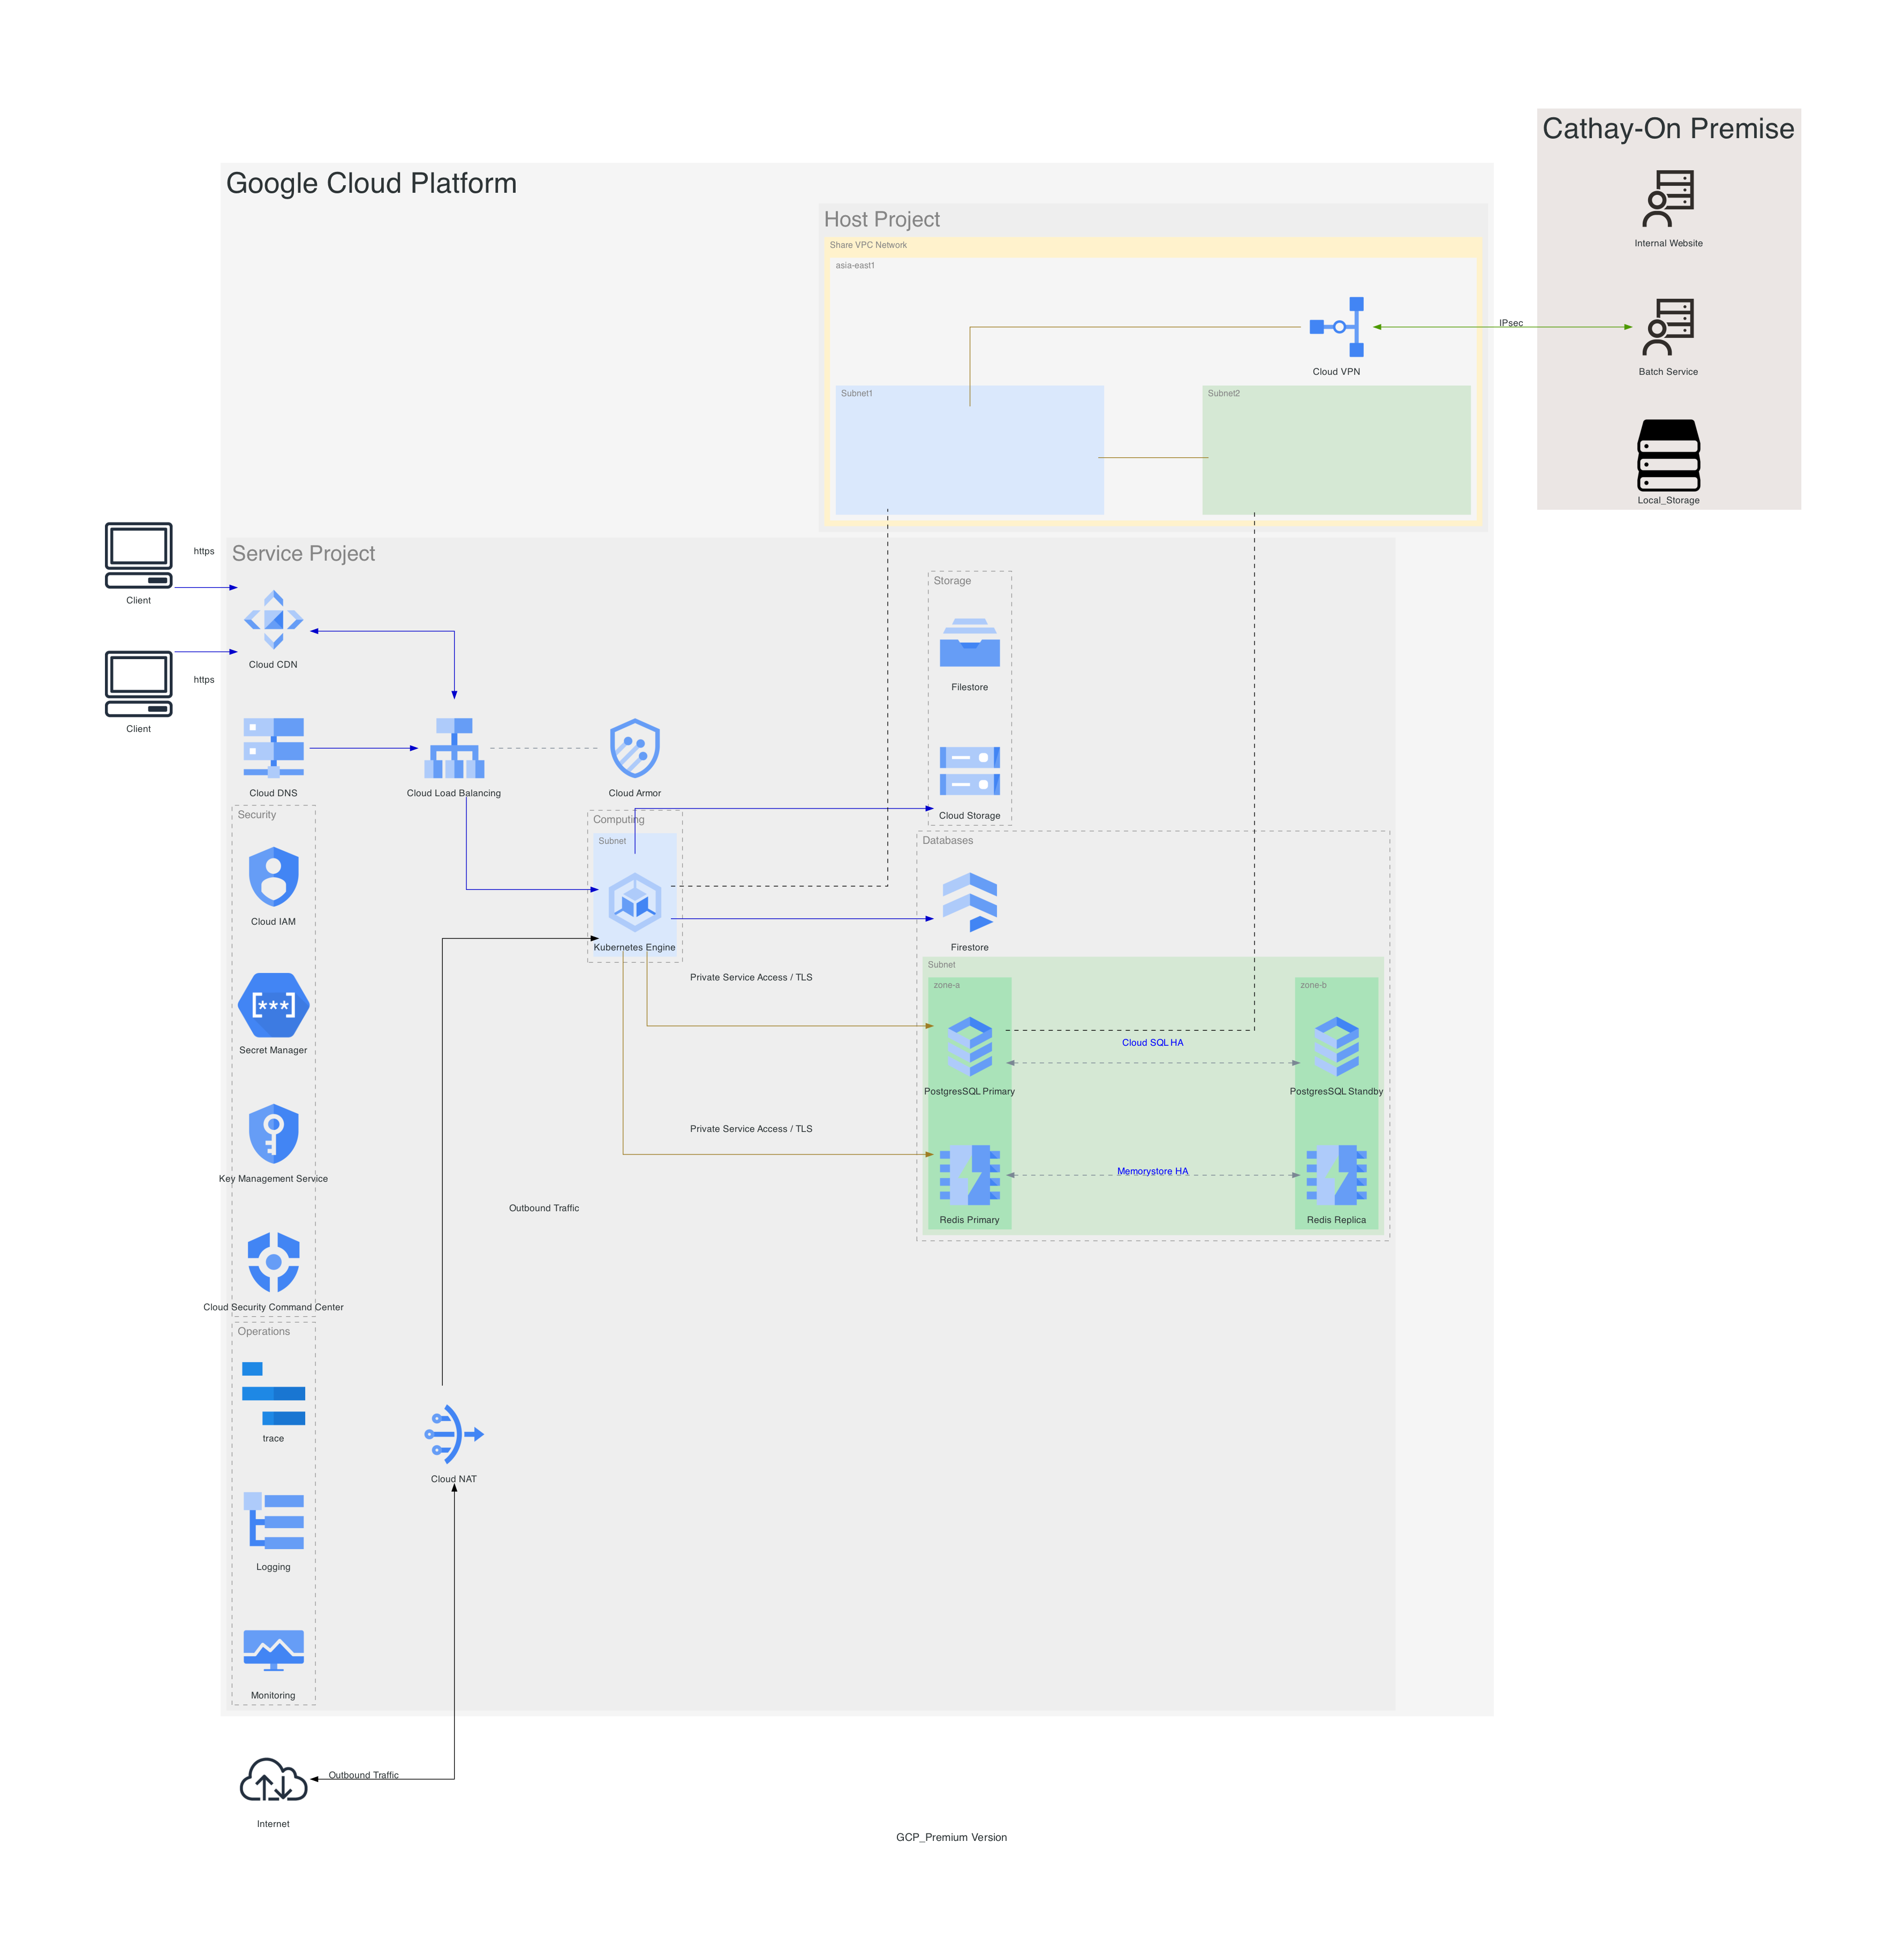 Cathay-On Premise
Internal Website
Batch Service
Local_Storage
IPsec
Google Cloud Platform
Host Project
Share VPC Network
asia-east1
Cloud VPN
Subnet1
Subnet2
Client
https
Client
https
Service Project
Cloud CDN
Cloud DNS
Cloud Load Balancing
Cloud Armor
Storage
Filestore
Cloud Storage
Security
Cloud IAM
Secret Manager
Key Management Service
Cloud Security Command Center
Computing
Subnet
Kubernetes Engine
Private Service Access / TLS
Private Service Access / TLS
Outbound Traffic
Databases
Firestore
Subnet
zone-a
zone-b
PostgresSQL Primary
Cloud SQL HA
PostgresSQL Standby
Redis Primary
Memorystore HA
Redis Replica
Operations
trace
Logging
Monitoring
Cloud NAT
Outbound Traffic
Internet
GCP_Premium Version